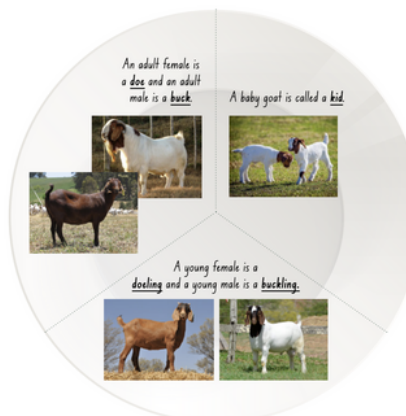 An adult female is
a doe and an adult
male is a buck.
A baby goat is called a kid.
A young female is a
doeling and a young male is a buckling.